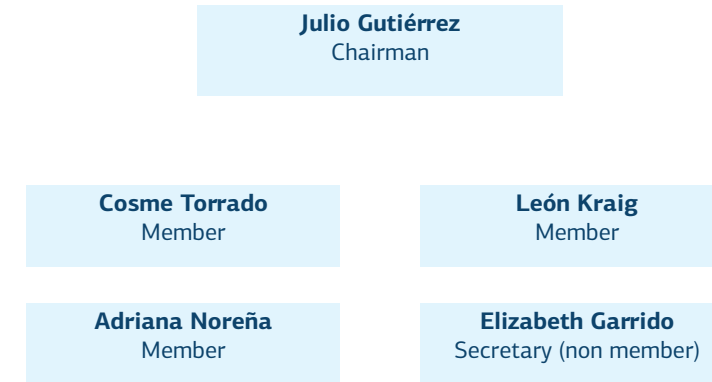 Julio Gutiérrez
Chairman
Cosme Torrado
Member
León Kraig
Member
Adriana Noreña
Member
Elizabeth Garrido
Secretary (non member)